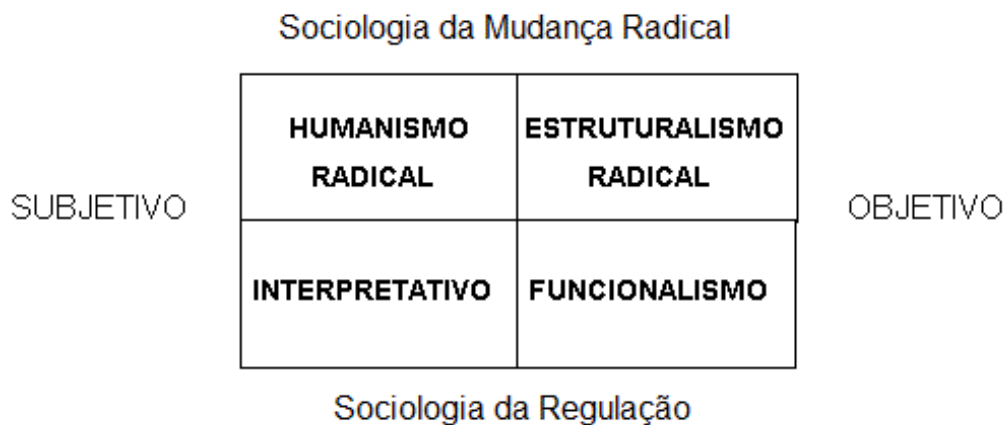 Sociologia da Mudança Radical
HUMANISMO
RADICAL
ESTRUTURALISMO
RADICAL
SUBJETIVO
OBJETIVO
INTERPRETATIVO
FUNCIONALISMO
Sociologia da Regulação